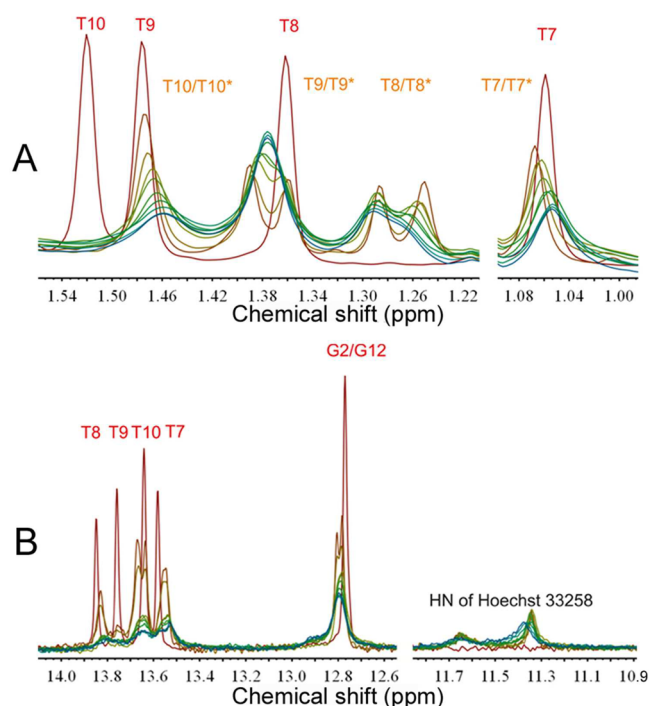 T10 T9 T8 T7
T10/T10* T9/T9* T8/T8* T7/T7*
A
1.54 1.50 1.46 1.42 1.38 1.34 1.30 1.26 1.22 1.08 1.04 1.00
Chemical shift (ppm)
G2/G12
T8 T9 T10 T7
B
HN of Hoechst 33258
14.0 13.8 13.6 13.4 13.2 13.0 12.8 12.6 11.7 11.5 11.3 11.1 10.9
Chemical shift (ppm)